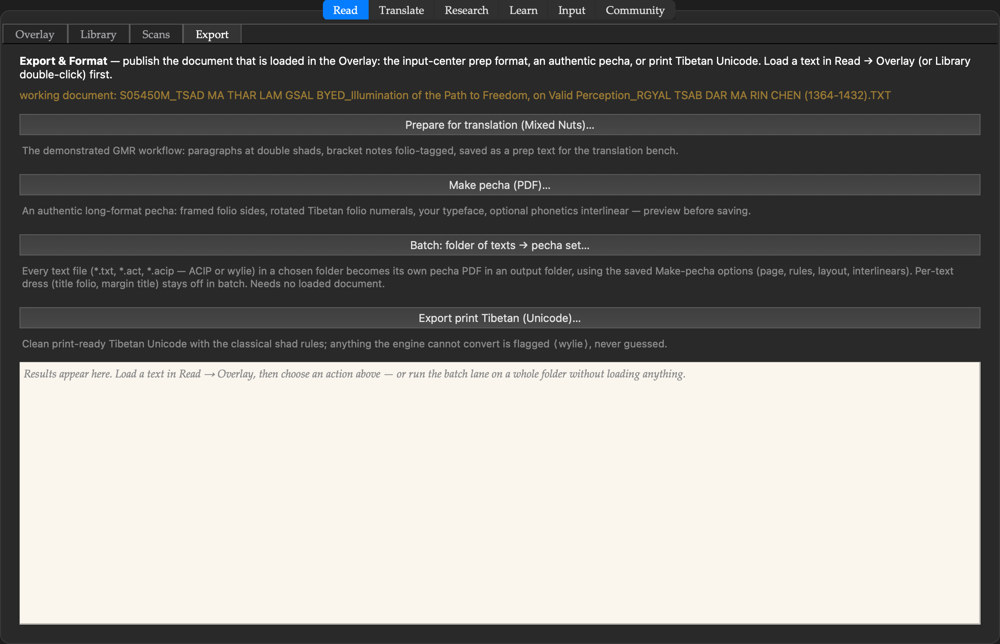 Read Translate Research Learn Input Community
Overlay Library Scans Export
Export & Format — publish the document that is loaded in the Overlay: the input-center prep format, an authentic pecha, or print Tibetan Unicode. Load a text in Read → Overlay (or Library
double-click) first.
working document: S05450M_TSAD MA THAR LAM GSAL BYED_Illumination of the Path to Freedom, on Valid Perception_RGYAL TSAB DAR MA RIN CHEN (1364-1432).TXT
Prepare for translation (Mixed Nuts)...
The demonstrated GMR workflow: paragraphs at double shads, bracket notes folio-tagged, saved as a prep text for the translation bench.
Make pecha (PDF)...
An authentic long-format pecha: framed folio sides, rotated Tibetan folio numerals, your typeface, optional phonetics interlinear — preview before saving.
Batch: folder of texts → pecha set...
Every text file (*.txt, *.act, *.acip — ACIP or wylie) in a chosen folder becomes its own pecha PDF in an output folder, using the saved Make-pecha options (page, rules, layout, interlinears). Per-text
dress (title folio, margin title) stays off in batch. Needs no loaded document.
Export print Tibetan (Unicode)...
Clean print-ready Tibetan Unicode with the classical shad rules; anything the engine cannot convert is flagged ⟨wylie⟩, never guessed.
Results appear here. Load a text in Read → Overlay, then choose an action above — or run the batch lane on a whole folder without loading anything.